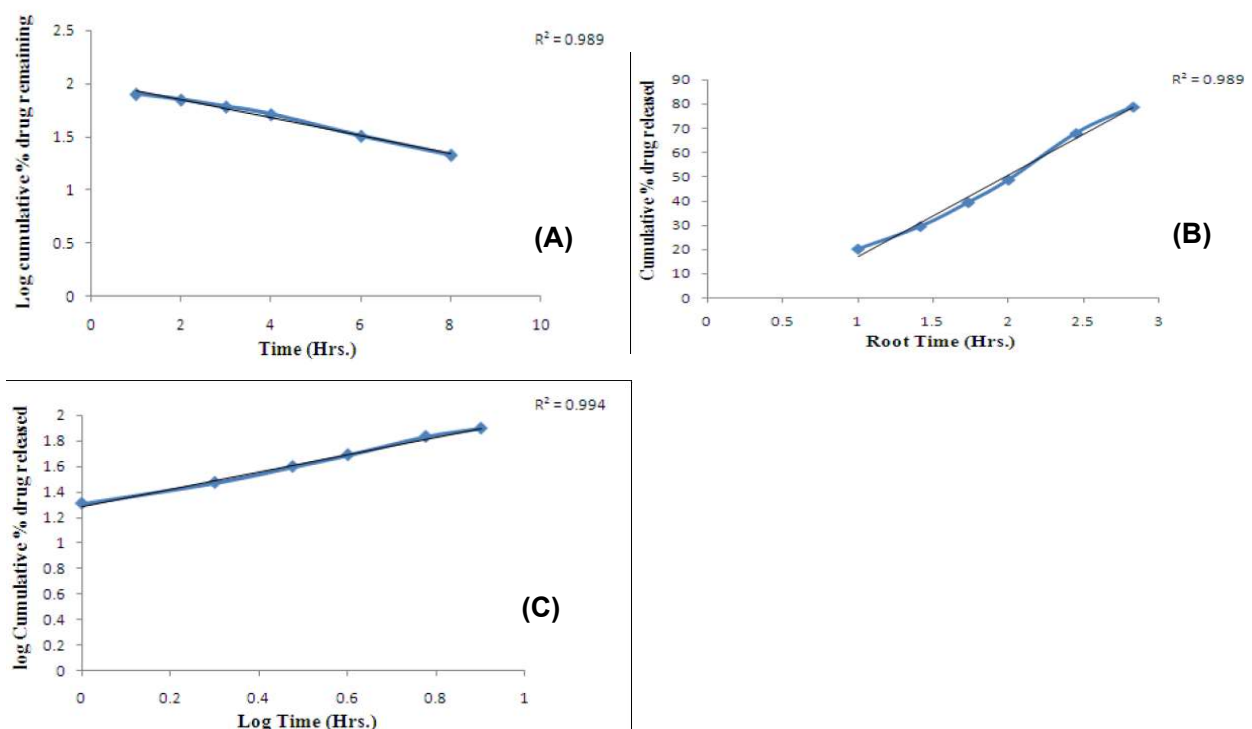 R² = 0.989
Log cumulative % drug remaining
2.5
2
1.5
1
0.5
0
0 2 4 6 8 10
Time (Hrs.)
(A)
R² = 0.989
Cumulative % drug released
90
80
70
60
50
40
30
20
10
0
0 0.5 1 1.5 2 2.5 3
Root Time (Hrs.)
(B)
R² = 0.994
log Cumulative % drug released
2
1.8
1.6
1.4
1.2
1
0.8
0.6
0.4
0.2
0
0 0.2 0.4 0.6 0.8 1
Log Time (Hrs.)
(C)